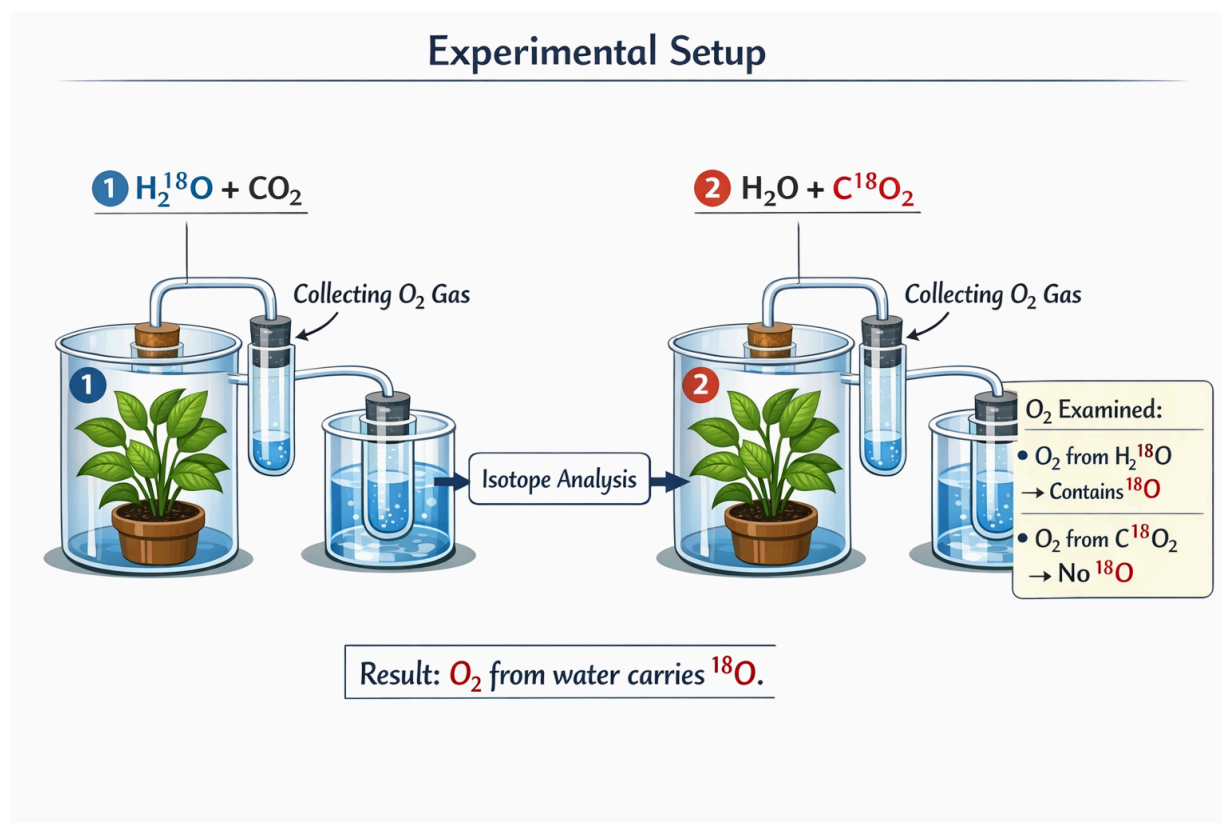 Experimental Setup
1 H₂¹⁸O + CO₂
Collecting O₂ Gas
1
2 H₂O + C¹⁸O₂
Collecting O₂ Gas
2
Isotope Analysis
O₂ Examined:
• O₂ from H₂¹⁸O
→ Contains ¹⁸O
• O₂ from C¹⁸O₂
→ No ¹⁸O
Result: O₂ from water carries ¹⁸O.